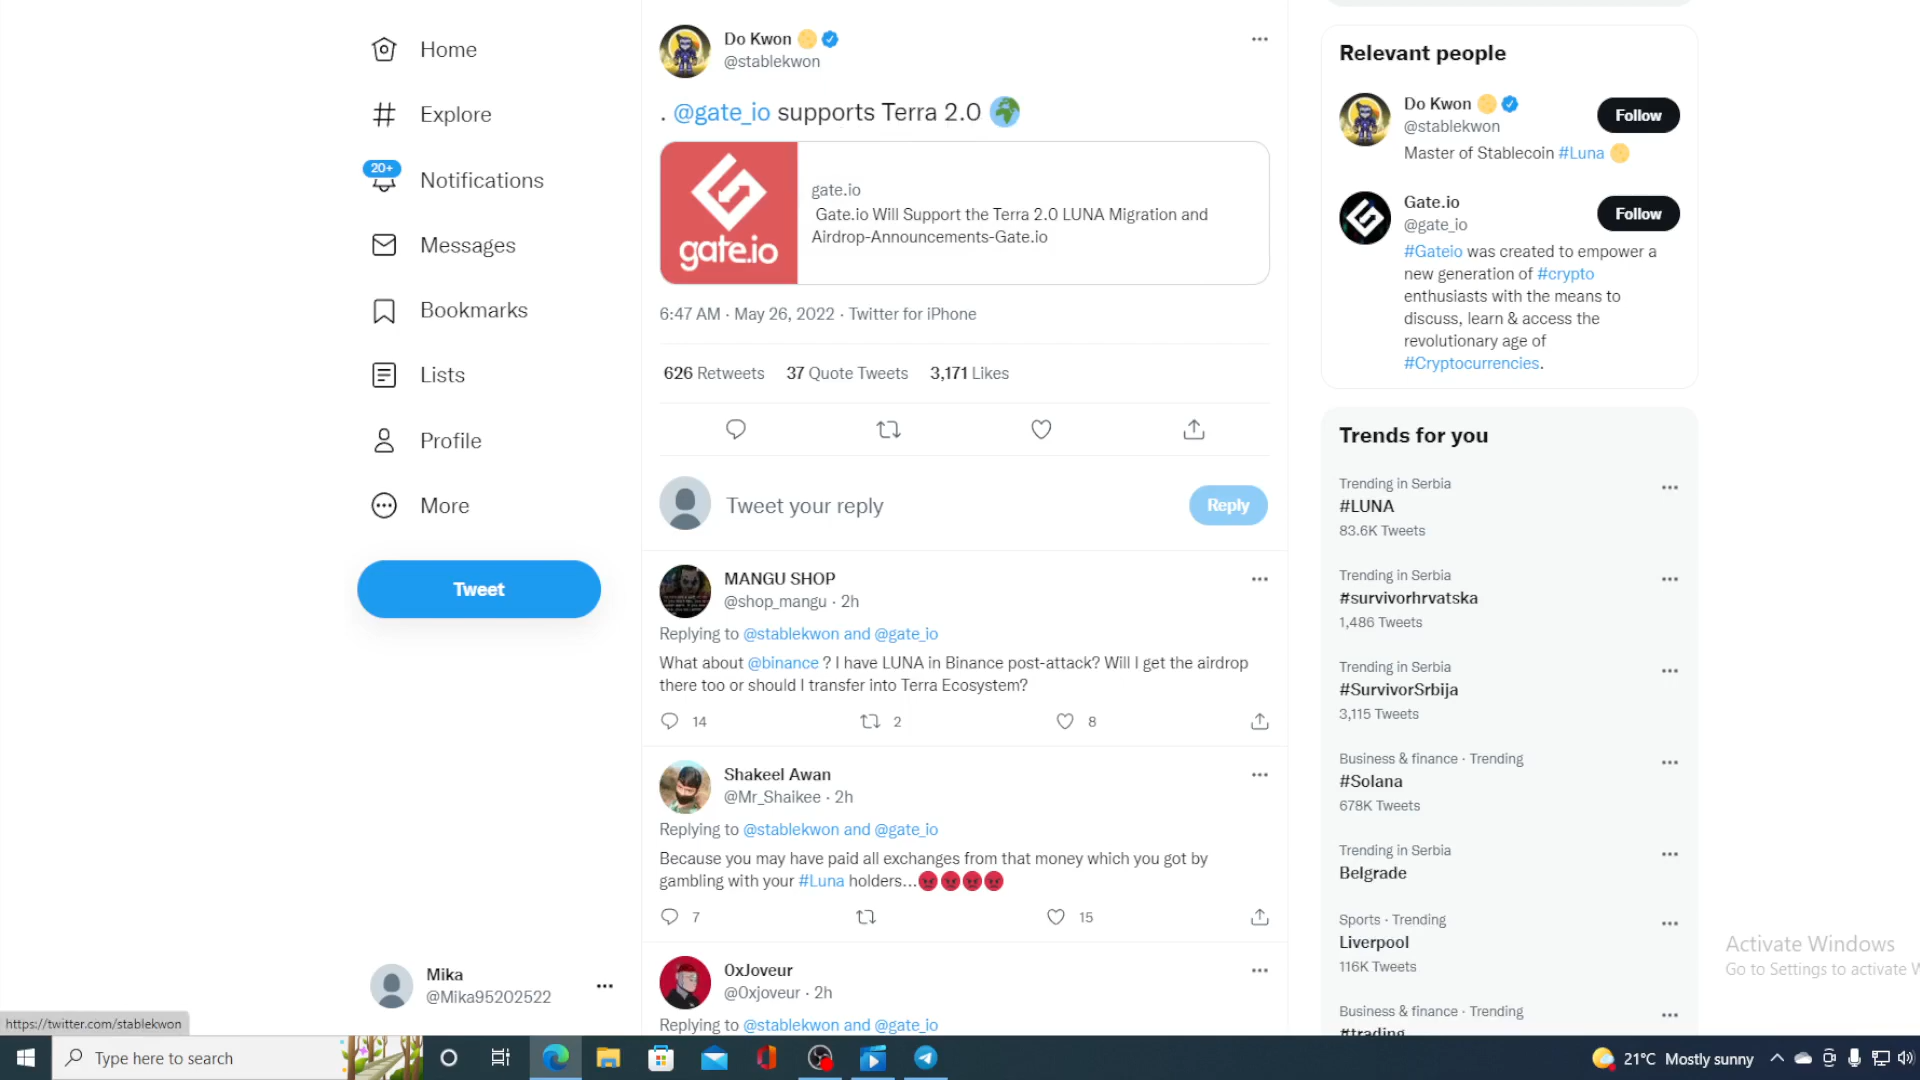 Home
Explore
20+
Notifications
Messages
Bookmarks
Lists
Profile
More
Tweet
Mika
@Mika95202522
Do Kwon
@stablekwon
. @gate_io supports Terra 2.0
gate.io
gate.io
Gate.io Will Support the Terra 2.0 LUNA Migration and
Airdrop-Announcements-Gate.io
6:47 AM · May 26, 2022 · Twitter for iPhone
626 Retweets 37 Quote Tweets 3,171 Likes
Tweet your reply
Reply
MANGU SHOP
@shop_mangu · 2h
Replying to @stablekwon and @gate_io
What about @binance ? I have LUNA in Binance post-attack? Will I get the airdrop
there too or should I transfer into Terra Ecosystem?
14 2 8
Shakeel Awan
@Mr_Shaikee · 2h
Replying to @stablekwon and @gate_io
Because you may have paid all exchanges from that money which you got by
gambling with your #Luna holders...
7 15
0xJoveur
@0xjoveur · 2h
Replying to @stablekwon and @gate_io
Relevant people
Do Kwon
@stablekwon
Follow
Master of Stablecoin #Luna
Gate.io
@gate_io
Follow
#Gateio was created to empower a
new generation of #crypto
enthusiasts with the means to
discuss, learn & access the
revolutionary age of
#Cryptocurrencies.
Trends for you
Trending in Serbia
#LUNA
83.6K Tweets
Trending in Serbia
#survivorhrvatska
1,486 Tweets
Trending in Serbia
#SurvivorSrbija
3,115 Tweets
Business & finance · Trending
#Solana
678K Tweets
Trending in Serbia
Belgrade
Sports · Trending
Liverpool
116K Tweets
Business & finance · Trending
#trading
Activate Windows
Go to Settings to activate W
https://twitter.com/stablekwon
Type here to search
21°C Mostly sunny